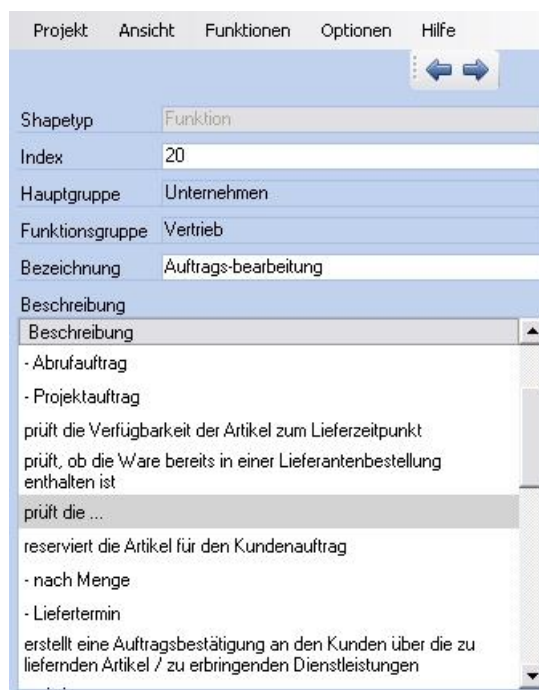 Projekt Ansicht Funktionen Optionen Hilfe
Shapetyp Funktion
Index 20
Hauptgruppe Unternehmen
Funktionsgruppe Vertrieb
Bezeichnung Auftrags-bearbeitung
Beschreibung
Beschreibung
- Abrufauftrag
- Projektauftrag
prüft die Verfügbarkeit der Artikel zum Lieferzeitpunkt
prüft, ob die Ware bereits in einer Lieferantenbestellung
enthalten ist
prüft die ...
reserviert die Artikel für den Kundenauftrag
- nach Menge
- Liefertermin
erstellt eine Auftragsbestätigung an den Kunden über die zu
liefernden Artikel / zu erbringenden Dienstleistungen